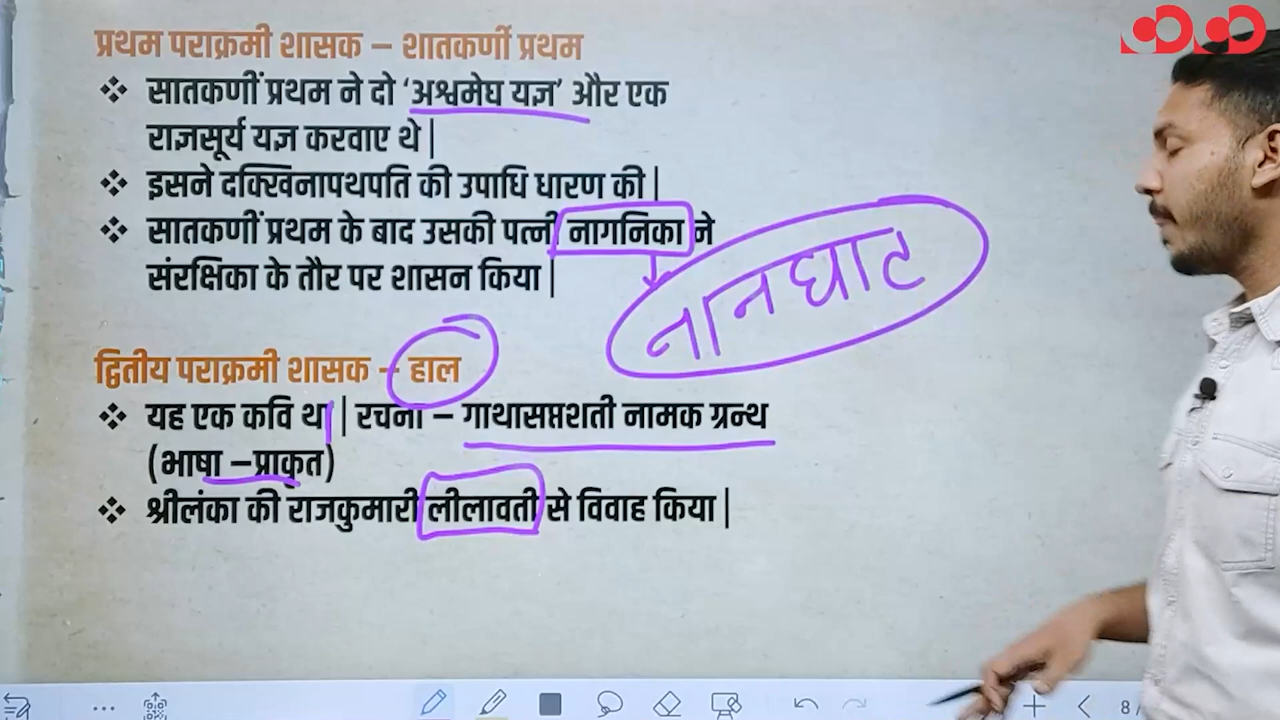 प्रथम पराक्रमी शासक – शातकर्णी प्रथम
❖ सातकर्णी प्रथम ने दो ‘अश्वमेघ यज्ञ’ और एक
राजसूर्य यज्ञ करवाए थे |
❖ इसने दक्खिनापथपति की उपाधि धारण की |
❖ सातकर्णी प्रथम के बाद उसकी पत्नी नागनिका ने
संरक्षिका के तौर पर शासन किया |
नानघाट
द्वितीय पराक्रमी शासक – हाल
❖ यह एक कवि था | रचना – गाथासप्तशती नामक ग्रन्थ
(भाषा –प्राकृत)
❖ श्रीलंका की राजकुमारी लीलावती से विवाह किया |
8/